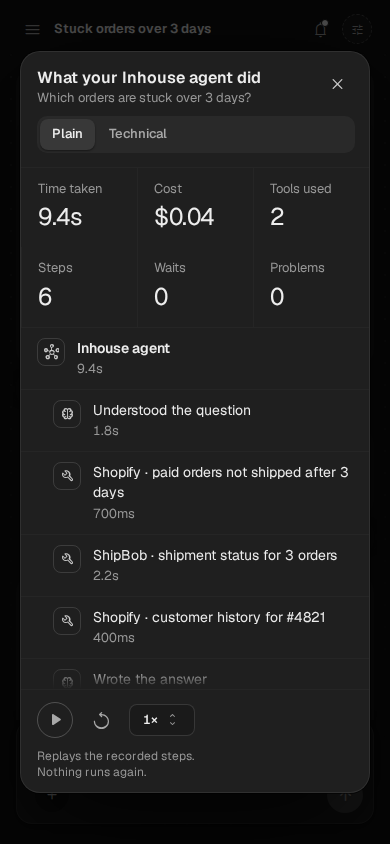 Stuck orders over 3 days
What your Inhouse agent did
Which orders are stuck over 3 days?
Plain
Technical
Time taken
Cost
Tools used
9.4s
$0.04
2
Steps
Waits
Problems
6
0
0
Inhouse agent
9.4s
Understood the question
1.8s
Shopify · paid orders not shipped after 3
days
700ms
ShipBob · shipment status for 3 orders
2.2s
Shopify · customer history for #4821
400ms
Wrote the answer
1×
Replays the recorded steps.
Nothing runs again.